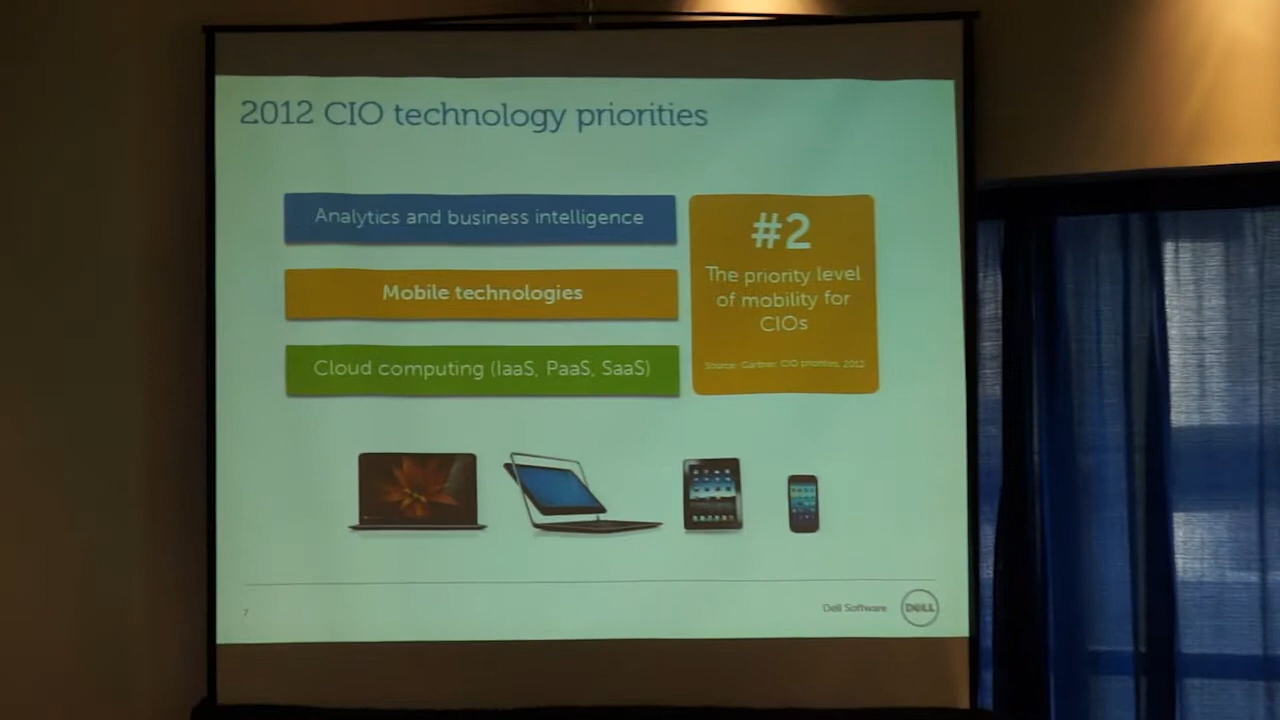 2012 CIO technology priorities
Analytics and business intelligence
Mobile technologies
Cloud computing (IaaS, PaaS, SaaS)
#2
The priority level
of mobility for
CIOs
Source: Gartner: CIO priorities, 2012
7
Dell Software
DELL